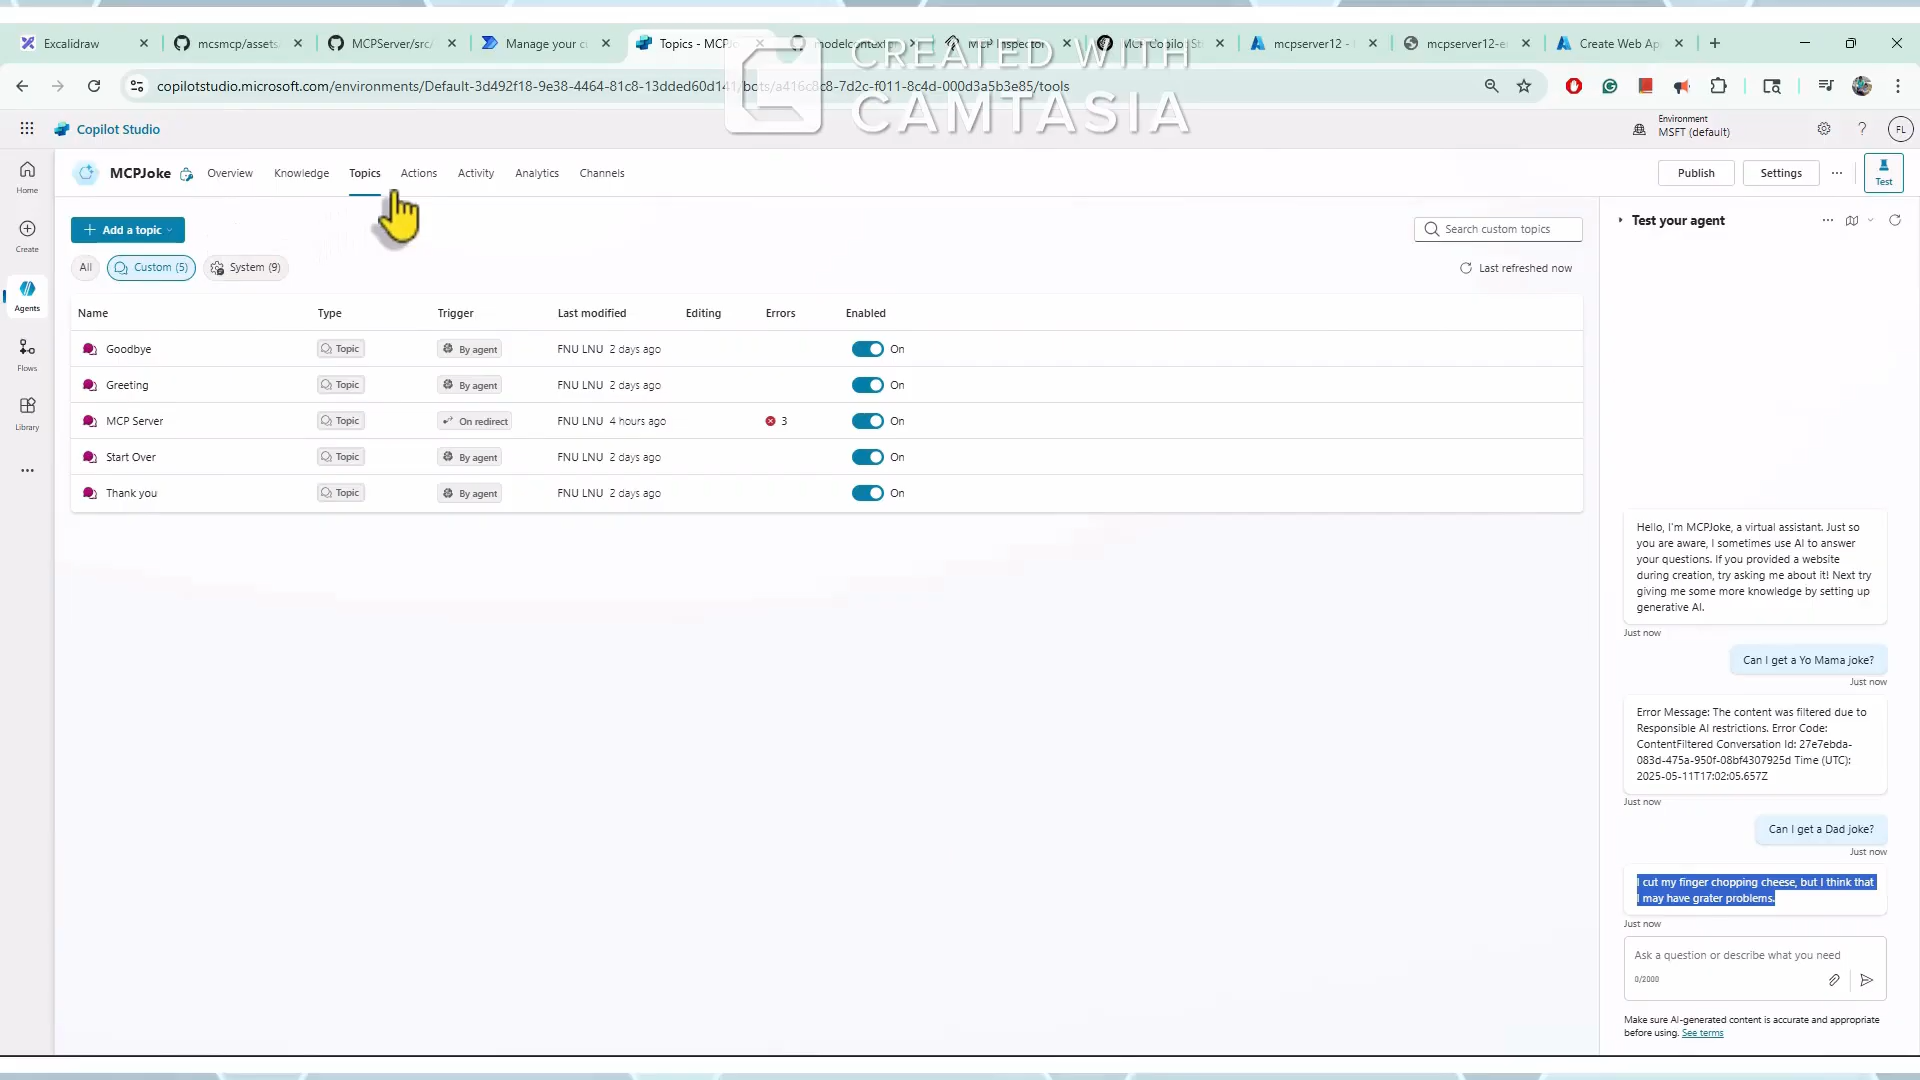 Excalidraw
mcsmcp/assets
MCPServer/src/
Manage your c
Topics - MCPJ
modelcontextp
MCP Inspector
MCP Copilot St
mcpserver12 -
mcpserver12-e
Create Web Ap
CREATED WITH
CAMTASIA
copilotstudio.microsoft.com/environments/Default-3d492f18-9e38-4464-81c8-13dded60d141/bots/a416c8c8-7d2c-f011-8c4d-000d3a5b3e85/tools
Copilot Studio
Environment
MSFT (default)
?
FL
Home
Create
Agents
Flows
Library
MCPJoke
Overview
Knowledge
Topics
Actions
Activity
Analytics
Channels
Publish
Settings
Test
Add a topic
Search custom topics
All
Custom (5)
System (9)
Last refreshed now
Name Type Trigger Last modified Editing Errors Enabled
Goodbye Topic By agent FNU LNU 2 days ago On
Greeting Topic By agent FNU LNU 2 days ago On
MCP Server Topic On redirect FNU LNU 4 hours ago 3 On
Start Over Topic By agent FNU LNU 2 days ago On
Thank you Topic By agent FNU LNU 2 days ago On
Test your agent
Hello, I'm MCPJoke, a virtual assistant. Just so
you are aware, I sometimes use AI to answer
your questions. If you provided a website
during creation, try asking me about it! Next try
giving me some more knowledge by setting up
generative AI.
Just now
Can I get a Yo Mama joke?
Just now
Error Message: The content was filtered due to
Responsible AI restrictions. Error Code:
ContentFiltered Conversation Id: 27e7ebda-
083d-475a-950f-08bf4307925d Time (UTC):
2025-05-11T17:02:05.657Z
Just now
Can I get a Dad joke?
Just now
I cut my finger chopping cheese, but I think that
I may have grater problems.
Just now
Ask a question or describe what you need
0/2000
Make sure AI-generated content is accurate and appropriate
before using. See terms